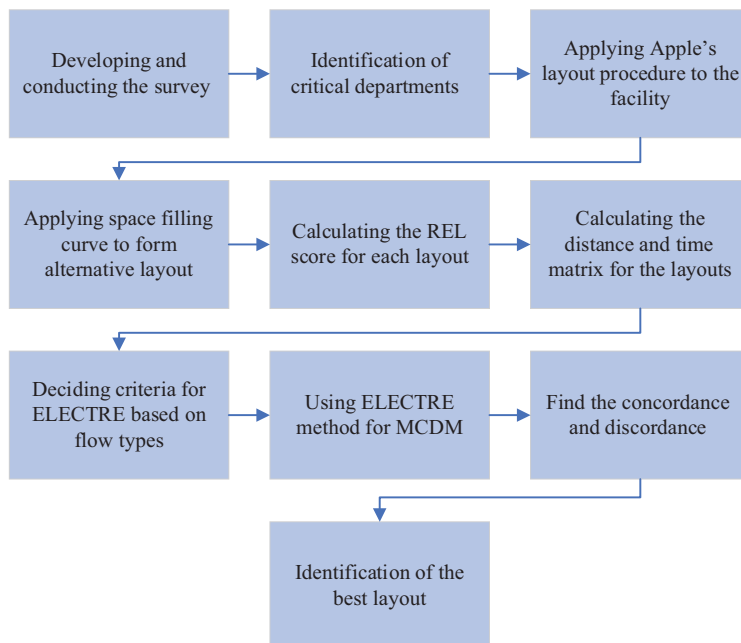 Developing and
conducting the survey
Identification of
critical departments
Applying Apple's
layout procedure to the
facility
Applying space filling
curve to form
alternative layout
Calculating the REL
score for each layout
Calculating the
distance and time
matrix for the layouts
Deciding criteria for
ELECTRE based on
flow types
Using ELECTRE
method for MCDM
Find the concordance
and discordance
Identification of the
best layout